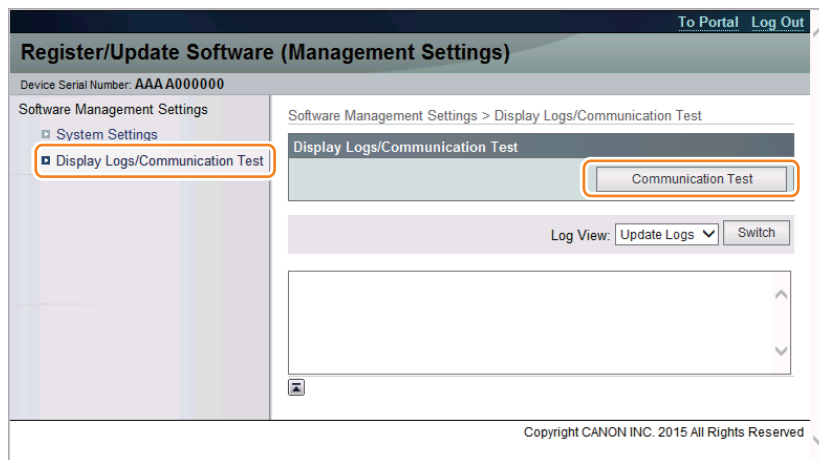 To Portal Log Out
Register/Update Software (Management Settings)
Device Serial Number: AAAA000000
Software Management Settings
System Settings
Display Logs/Communication Test
Software Management Settings > Display Logs/Communication Test
Display Logs/Communication Test
Communication Test
Log View: Update Logs Switch
Copyright CANON INC. 2015 All Rights Reserved